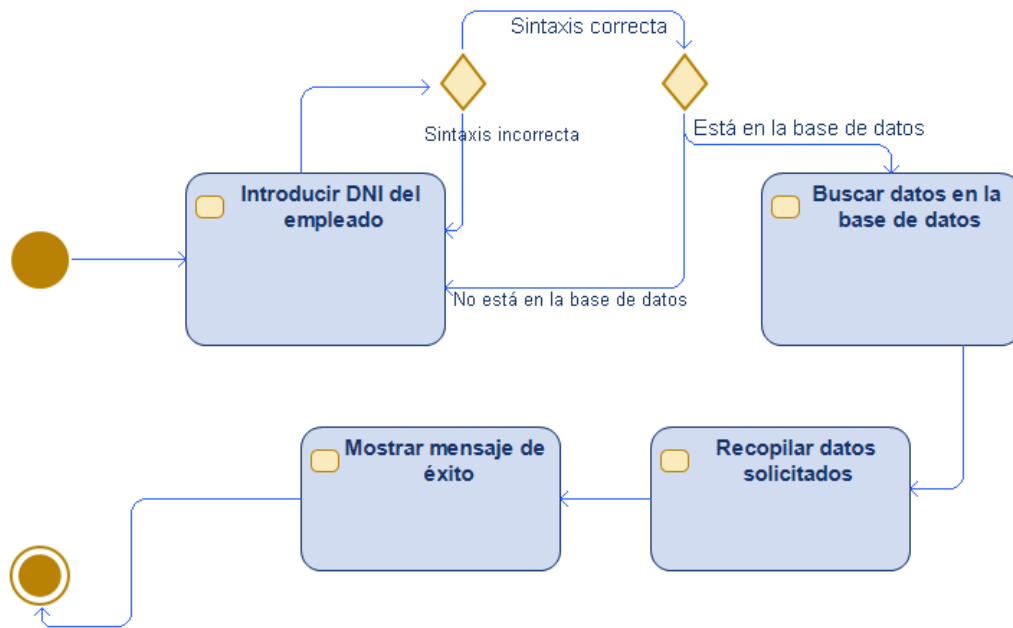 Sintaxis correcta
Sintaxis incorrecta
Está en la base de datos
Introducir DNI del
empleado
Buscar datos en la
base de datos
No está en la base de datos
Mostrar mensaje de
éxito
Recopilar datos
solicitados